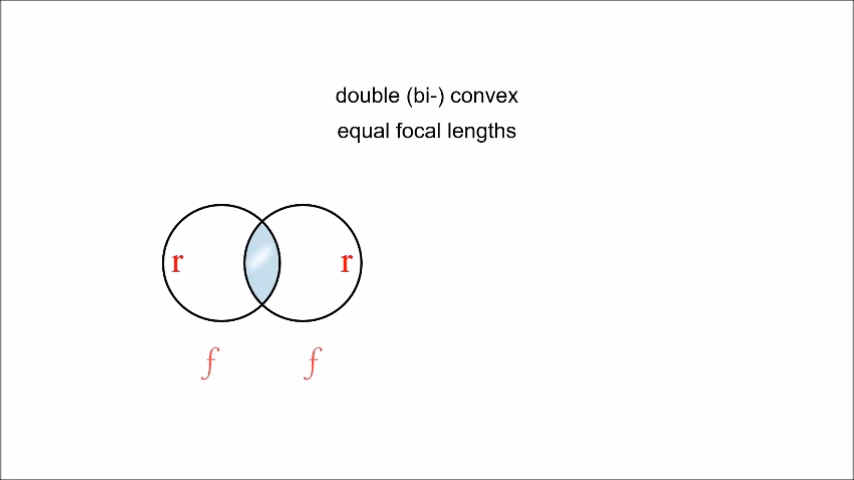 double (bi-) convex
equal focal lengths
r r
f f